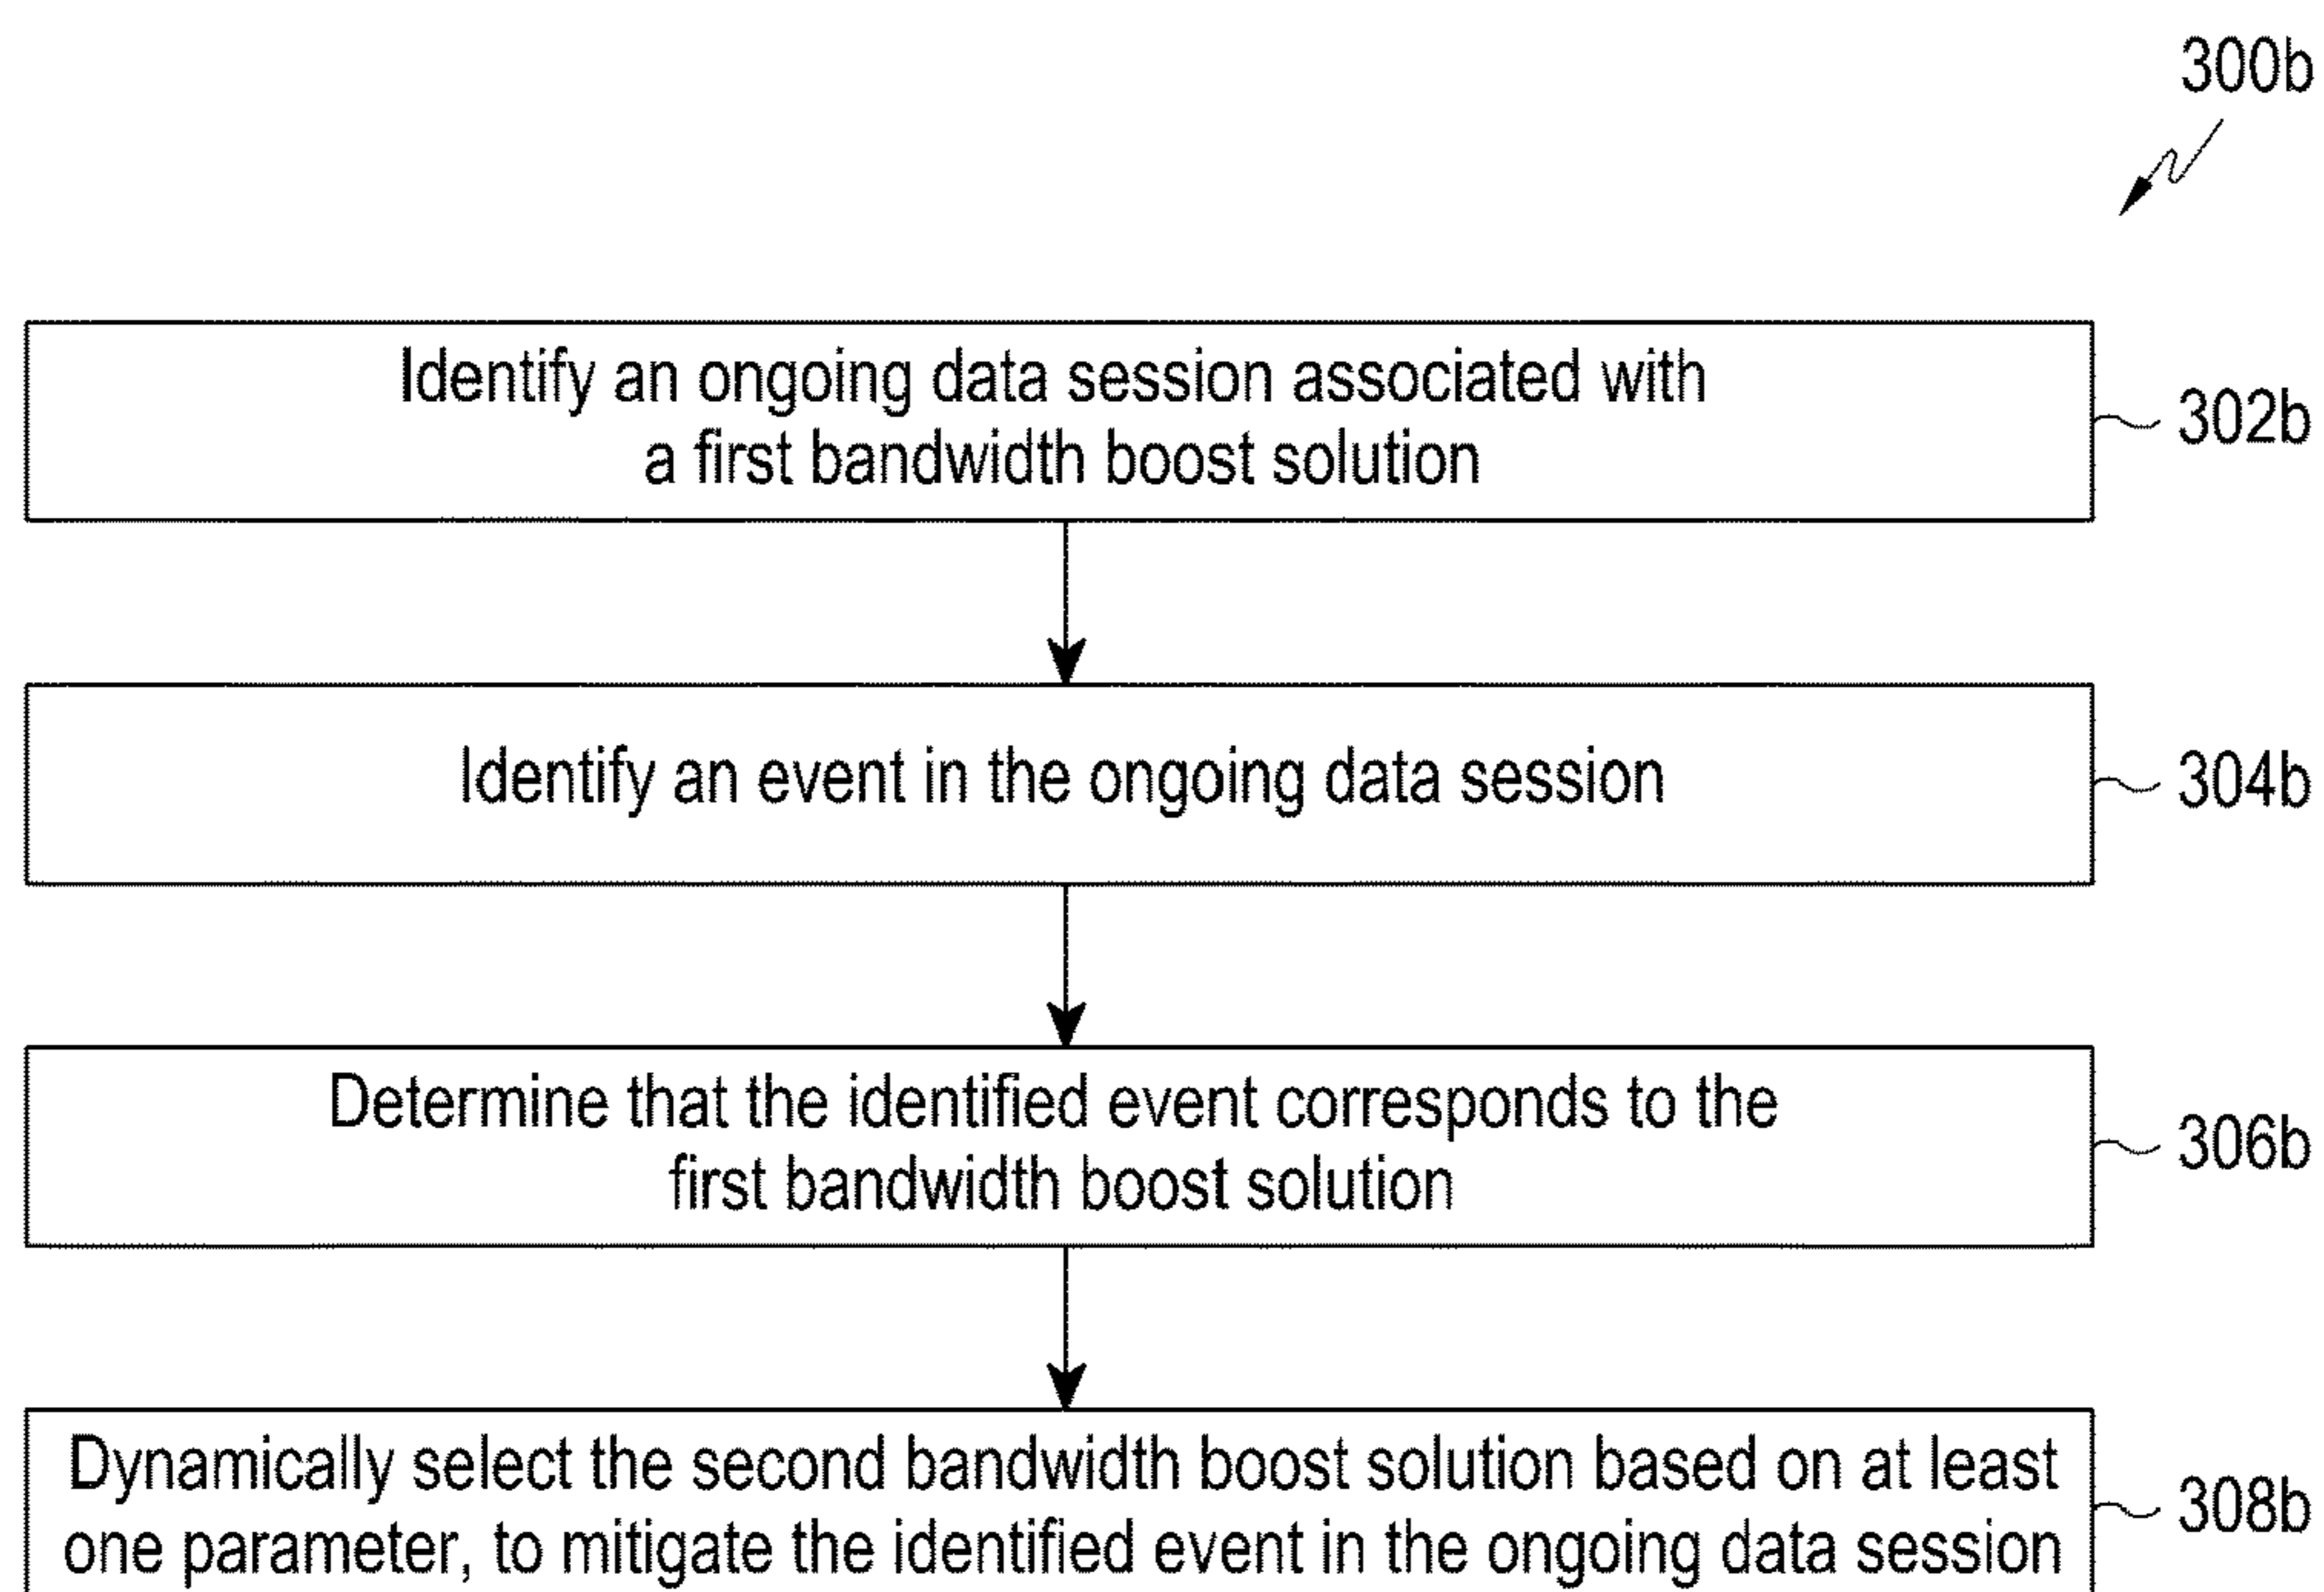 300b
Identify an ongoing data session associated with
a first bandwidth boost solution
302b
Identify an event in the ongoing data session
304b
Determine that the identified event corresponds to the
first bandwidth boost solution
306b
Dynamically select the second bandwidth boost solution based on at least
one parameter, to mitigate the identified event in the ongoing data session
308b